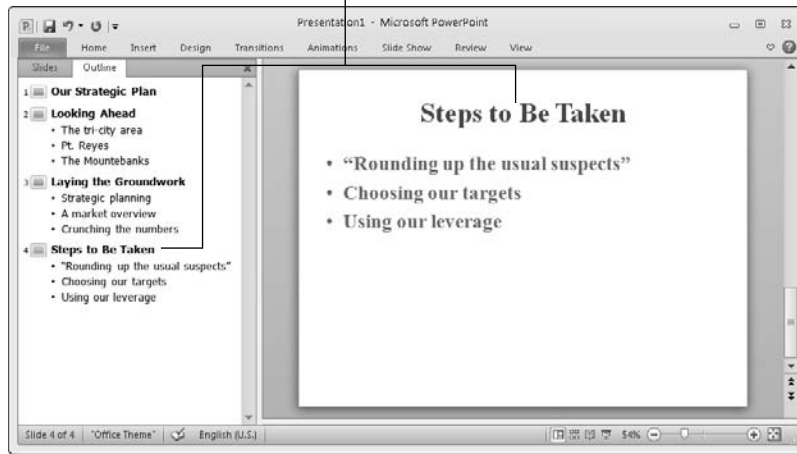 Presentation1 - Microsoft PowerPoint
File Home Insert Design Transitions Animations Slide Show Review View
Slides Outline
1 Our Strategic Plan
2 Looking Ahead
• The tri-city area
• Pt. Reyes
• The Mountebanks
3 Laying the Groundwork
• Strategic planning
• A market overview
• Crunching the numbers
4 Steps to Be Taken
• "Rounding up the usual suspects"
• Choosing our targets
• Using our leverage
Steps to Be Taken
• “Rounding up the usual suspects”
• Choosing our targets
• Using our leverage
Slide 4 of 4 "Office Theme" English (U.S.) 54%